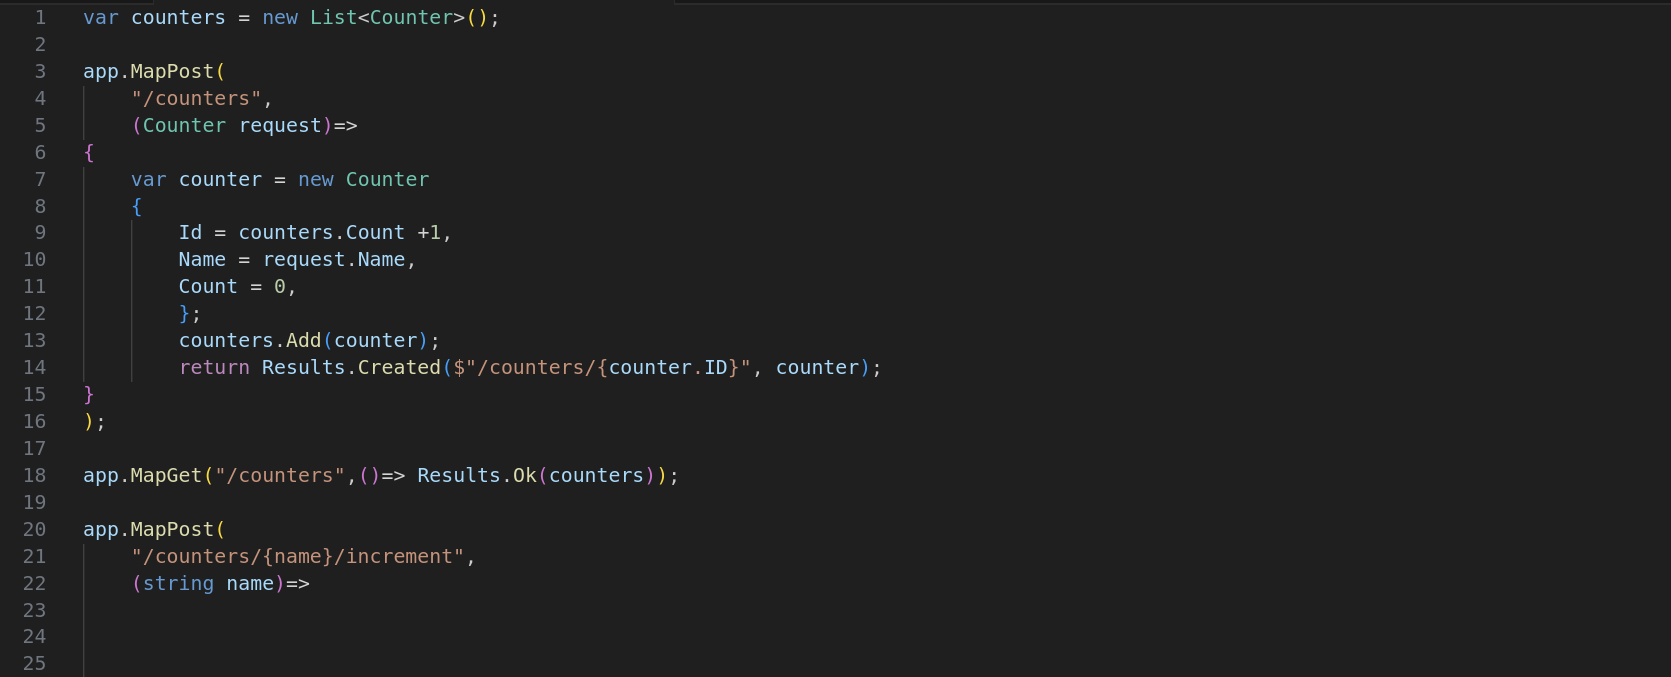 1 var counters = new List<Counter>();
2
3 app.MapPost(
4     "/counters",
5     (Counter request)=>
6 {
7     var counter = new Counter
8     {
9         Id = counters.Count +1,
10         Name = request.Name,
11         Count = 0,
12         };
13         counters.Add(counter);
14         return Results.Created($"/counters/{counter.ID}", counter);
15 }
16 );
17
18 app.MapGet("/counters",()=> Results.Ok(counters));
19
20 app.MapPost(
21     "/counters/{name}/increment",
22     (string name)=>
23
24
25